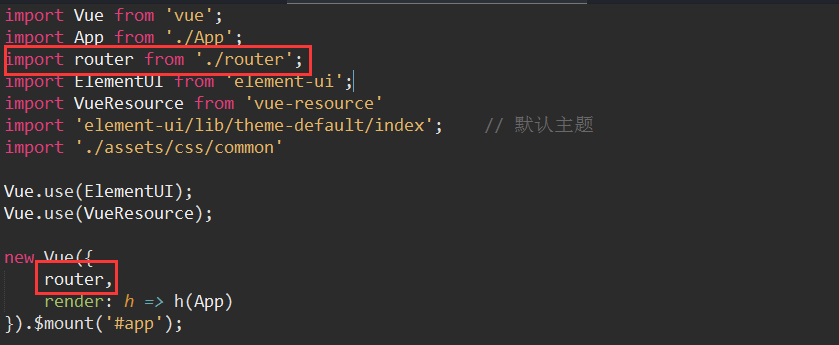 import Vue from 'vue';
import App from './App';
import router from './router';
import ElementUI from 'element-ui';
import VueResource from 'vue-resource'
import 'element-ui/lib/theme-default/index';    // 默认主题
import './assets/css/common'
Vue.use(ElementUI);
Vue.use(VueResource);
new Vue({
    router,
    render: h => h(App)
}).$mount('#app');